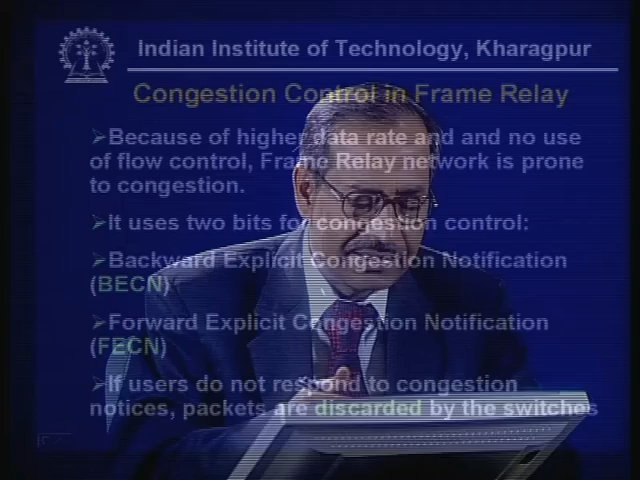 Indian Institute of Technology, Kharagpur
Congestion Control in Frame Relay
➢Because of higher data rate and and no use
of flow control, Frame Relay network is prone
to congestion.
➢It uses two bits for congestion control:
➢Backward Explicit Congestion Notification
(BECN)
➢Forward Explicit Congestion Notification
(FECN)
➢If users do not respond to congestion
notices, packets are discarded by the switches